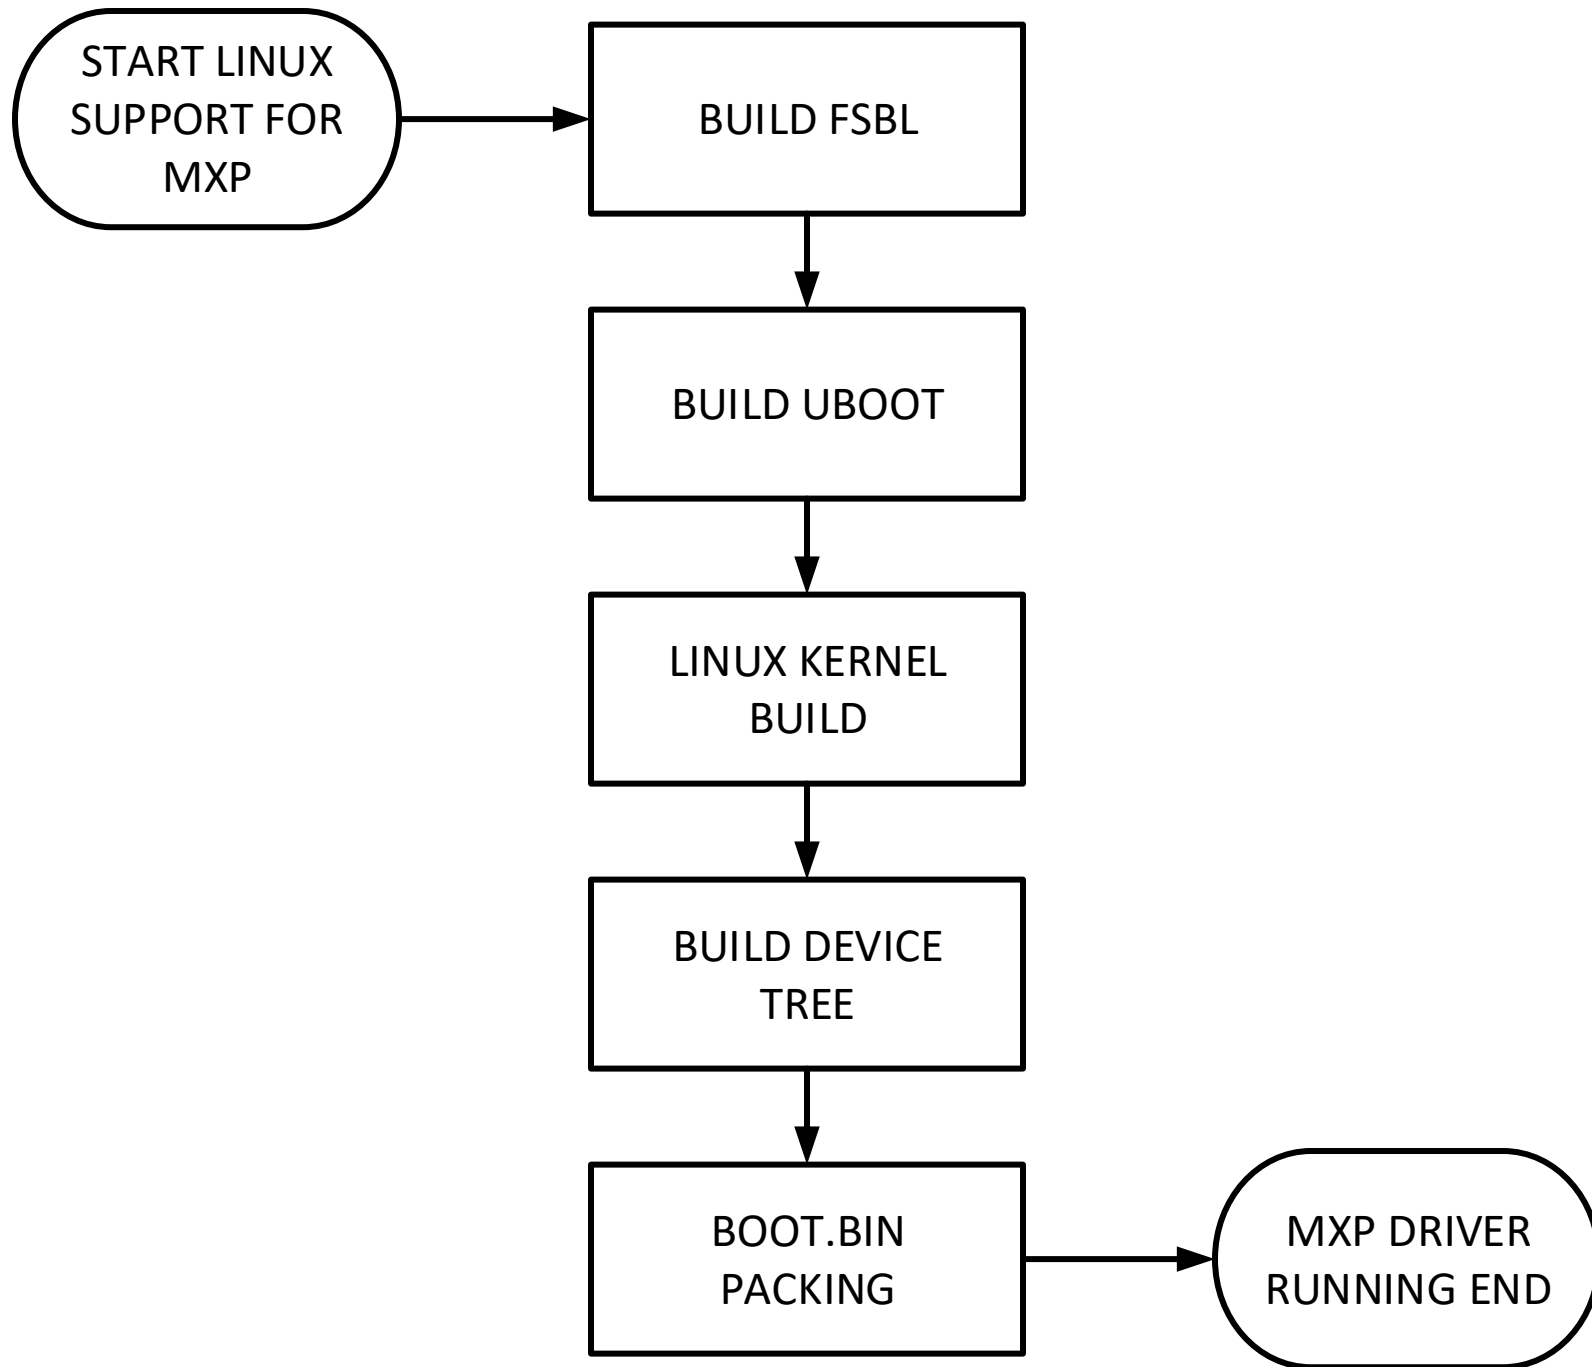 START LINUX
SUPPORT FOR
MXP
BUILD FSBL
BUILD UBOOT
LINUX KERNEL
BUILD
BUILD DEVICE
TREE
BOOT.BIN
PACKING
MXP DRIVER
RUNNING END